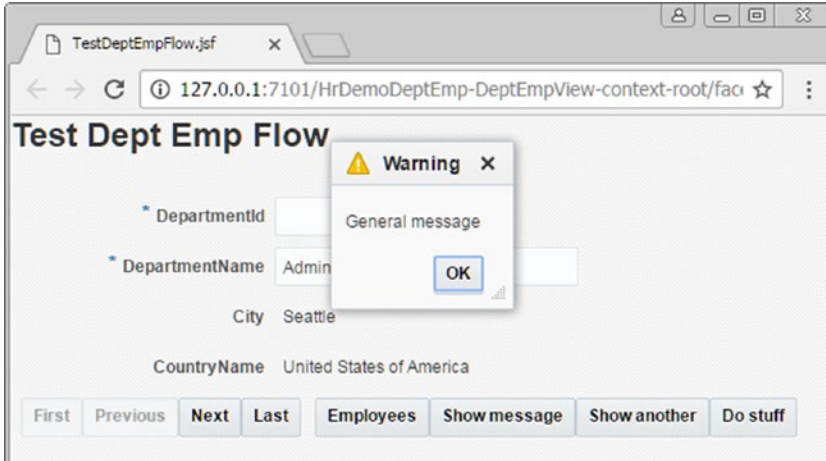 TestDeptEmpFlow.jsf
127.0.0.1:7101/HrDemoDeptEmp-DeptEmpView-context-root/face
Test Dept Emp Flow
Warning
* DepartmentId
General message
* DepartmentName Admin
OK
City Seattle
CountryName United States of America
First Previous Next Last Employees Show message Show another Do stuff